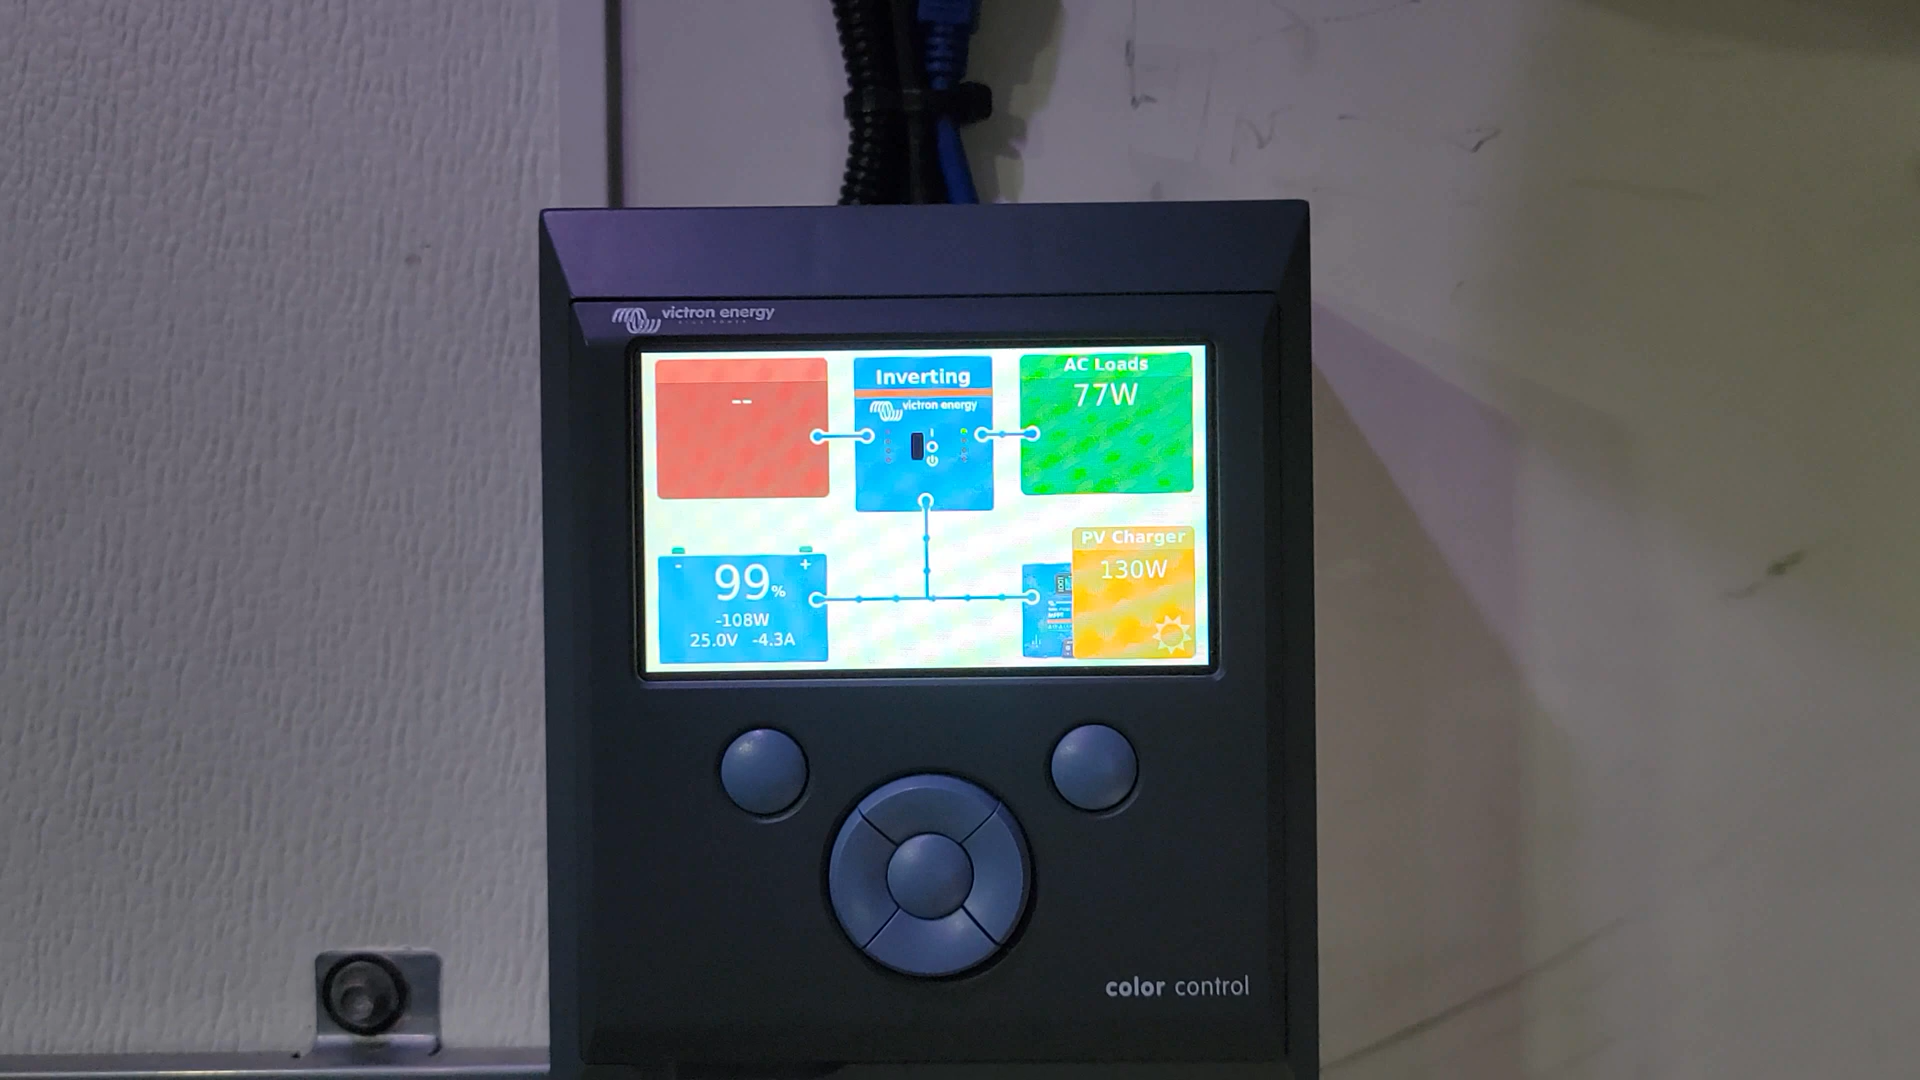 victron energy
--
Inverting
victron energy
AC Loads
77W
- +
99%
-108W
25.0V -4.3A
PV Charger
130W
color control